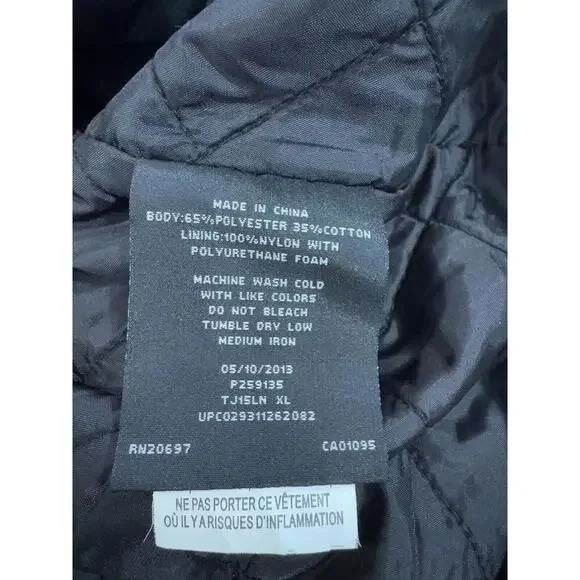 MADE IN CHINA
BODY:65%POLYESTER 35%COTTON
LINING:100%NYLON WITH
POLYURETHANE FOAM
MACHINE WASH COLD
WITH LIKE COLORS
DO NOT BLEACH
TUMBLE DRY LOW
MEDIUM IRON
05/10/2013
P259135
TJ15LN XL
UPC029311262082
RN20697 CA01095
NE PAS PORTER CE VÊTEMENT
OÙ IL Y A RISQUES D'INFLAMMATION